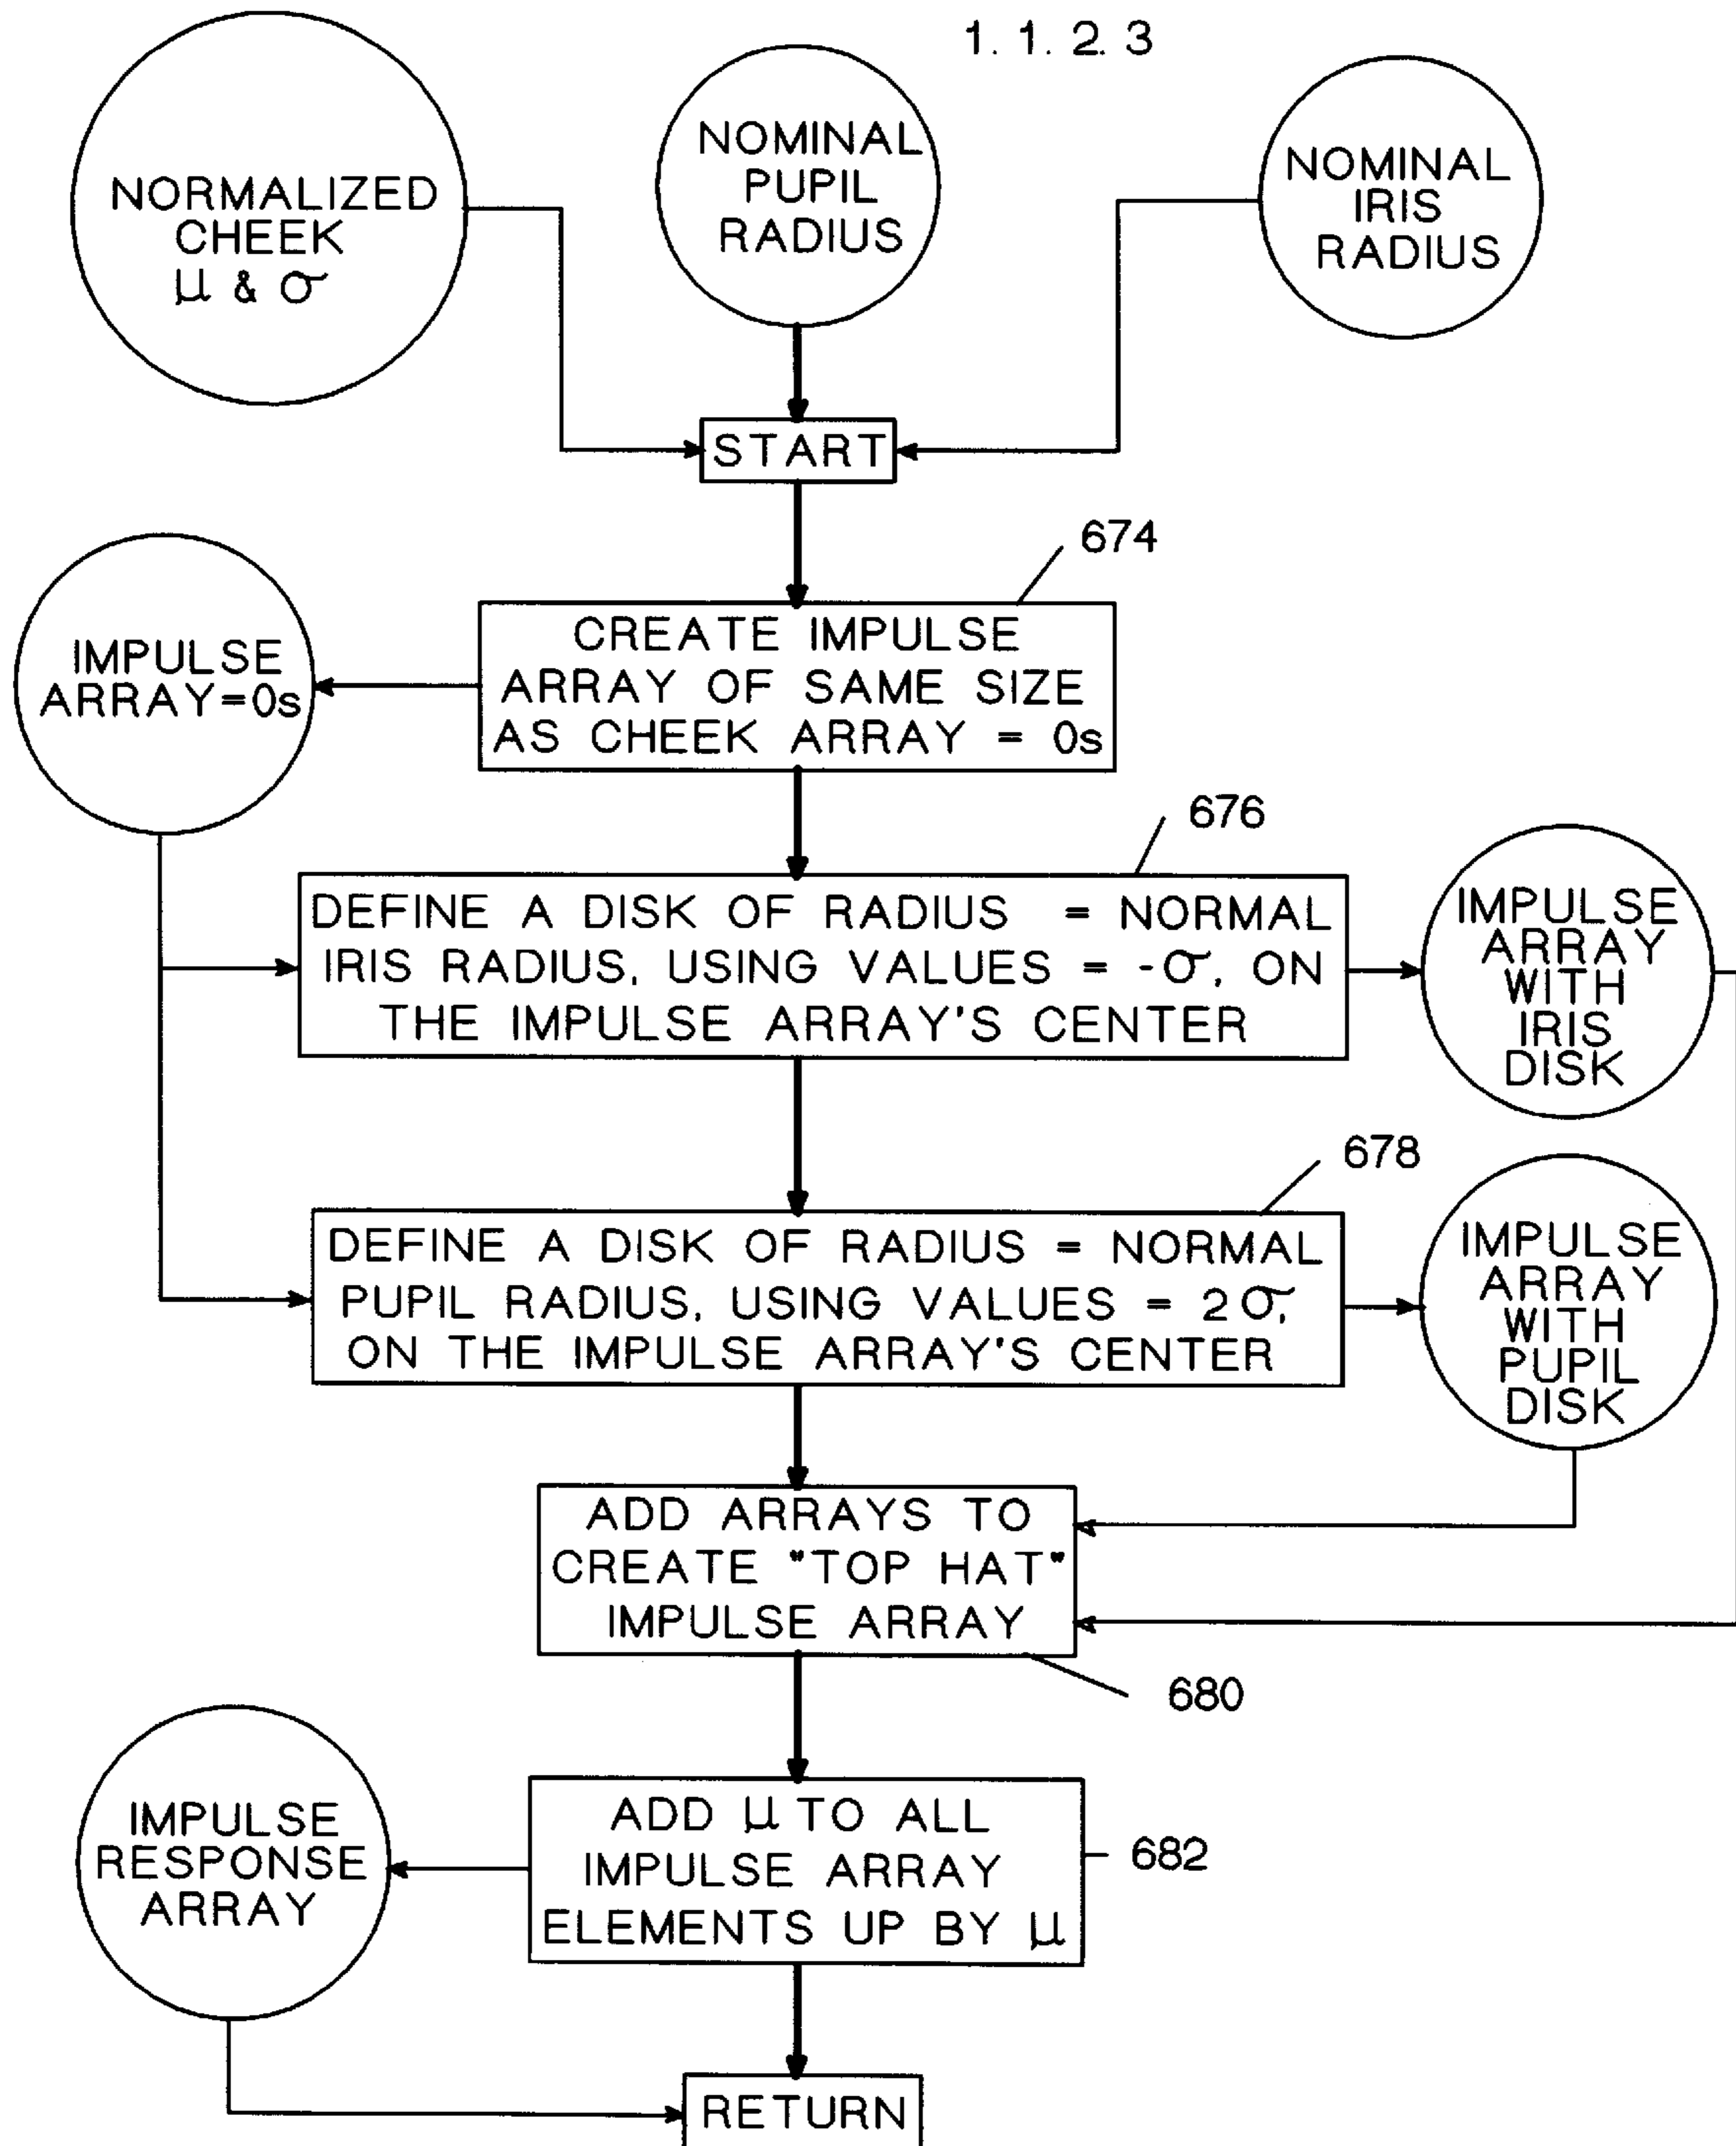 1. 1. 2. 3
NORMALIZED
CHEEK
μ & σ
NOMINAL
PUPIL
RADIUS
NOMINAL
IRIS
RADIUS
START
674
CREATE IMPULSE
ARRAY OF SAME SIZE
AS CHEEK ARRAY = 0s
IMPULSE
ARRAY=0s
676
DEFINE A DISK OF RADIUS = NORMAL
IRIS RADIUS, USING VALUES = -σ, ON
THE IMPULSE ARRAY'S CENTER
IMPULSE
ARRAY
WITH
IRIS
DISK
678
DEFINE A DISK OF RADIUS = NORMAL
PUPIL RADIUS, USING VALUES = 2σ,
ON THE IMPULSE ARRAY'S CENTER
IMPULSE
ARRAY
WITH
PUPIL
DISK
ADD ARRAYS TO
CREATE "TOP HAT"
IMPULSE ARRAY
680
ADD μ TO ALL
IMPULSE ARRAY
ELEMENTS UP BY μ
682
IMPULSE
RESPONSE
ARRAY
RETURN